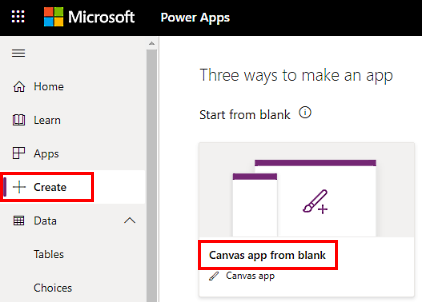 Microsoft Power Apps
Home
Learn
Apps
Create
Data
Tables
Choices
Three ways to make an app
Start from blank
Canvas app from blank
Canvas app